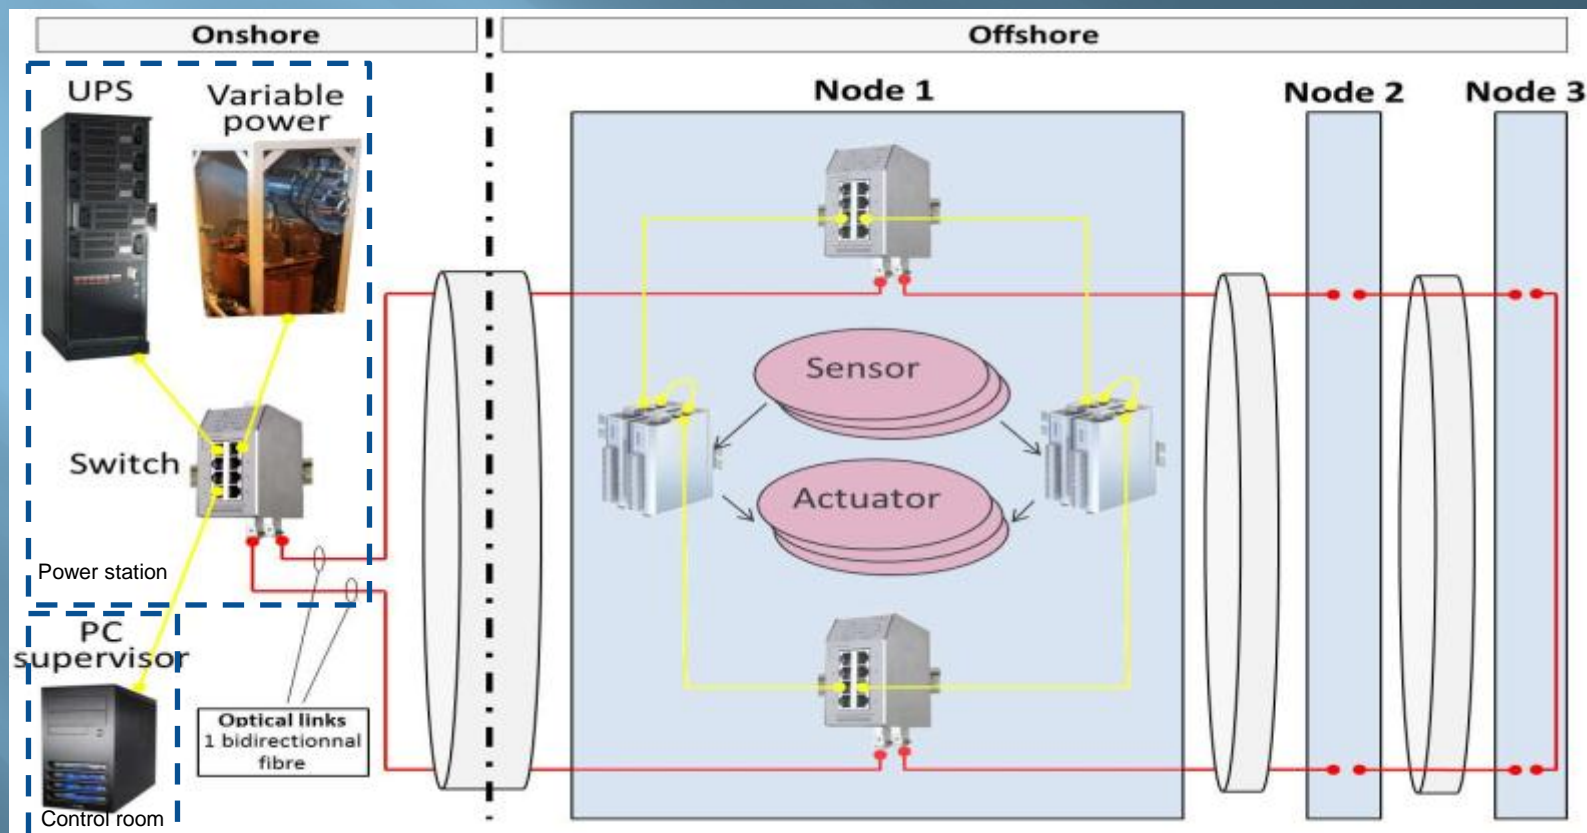 Onshore
Offshore
UPS
Variable
power
Node 1
Node 2
Node 3
Sensor
Switch
Actuator
Power station
PC
supervisor
Optical links
1 bidirectionnal
fibre
Control room